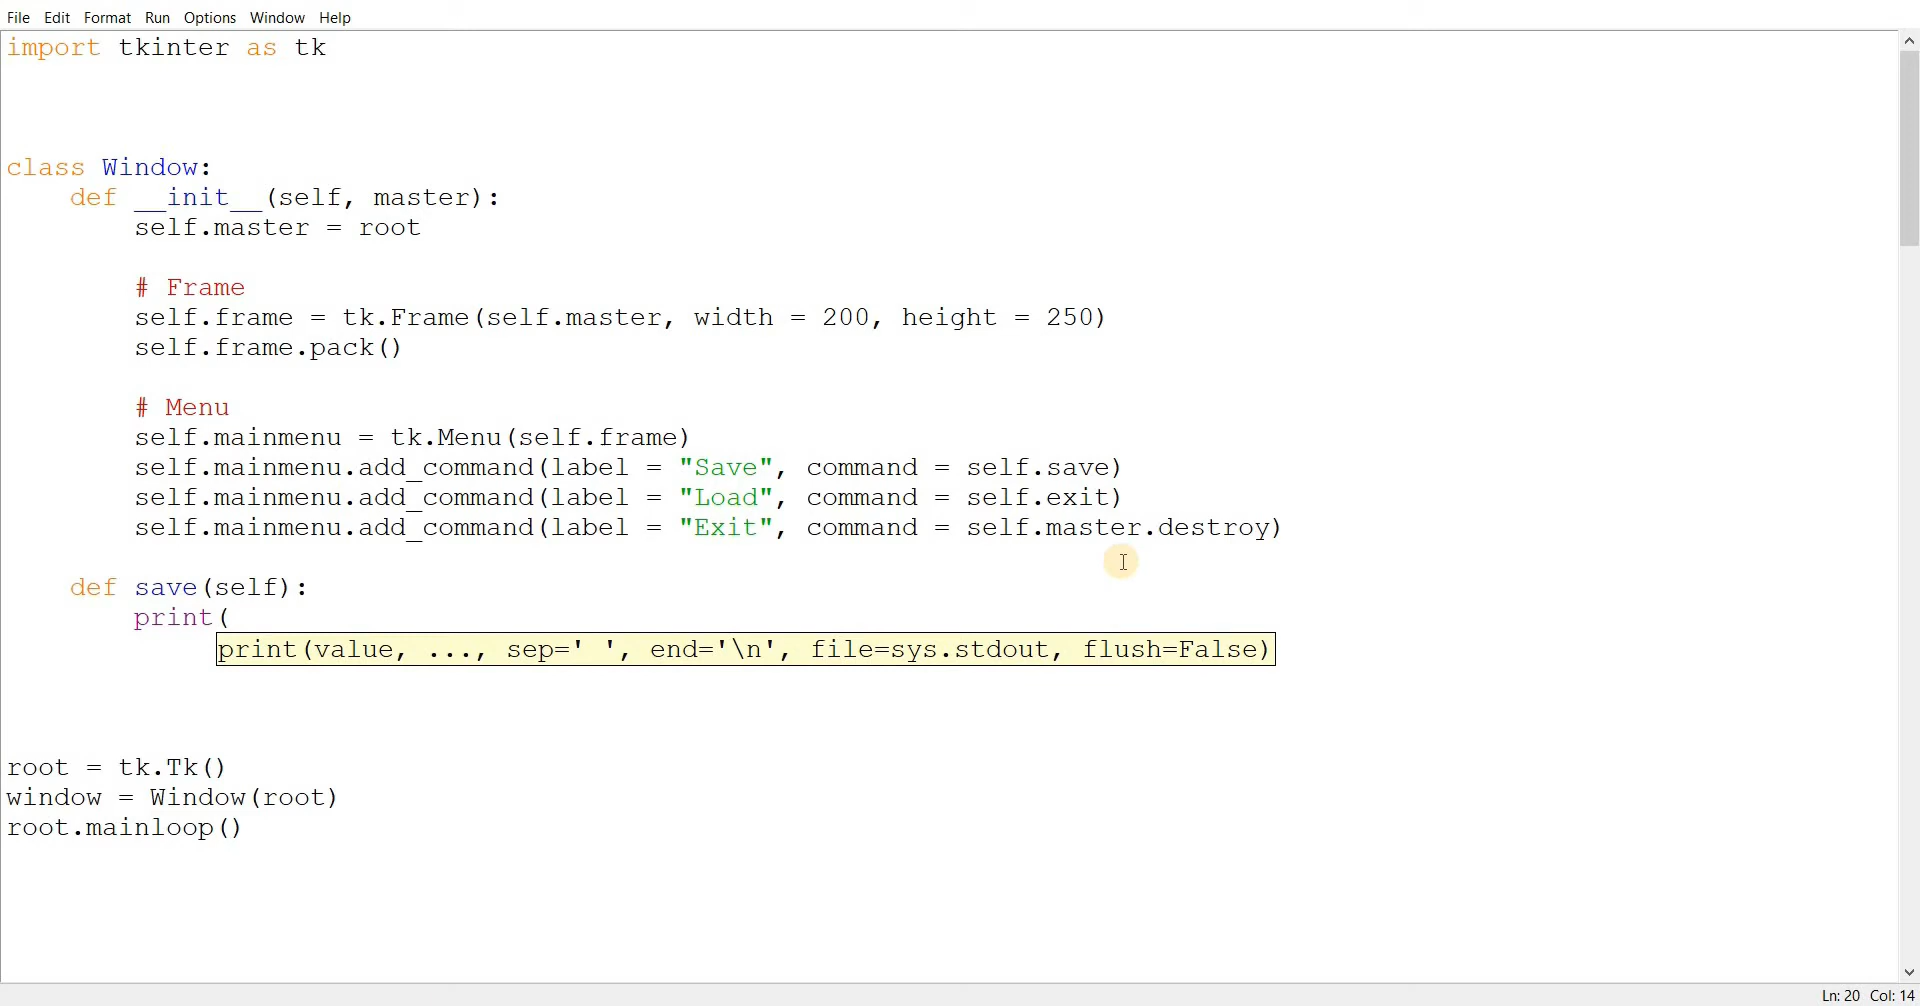 File Edit Format Run Options Window Help
import tkinter as tk
class Window:
    def __init__(self, master):
        self.master = root
        # Frame
        self.frame = tk.Frame(self.master, width = 200, height = 250)
        self.frame.pack()
        # Menu
        self.mainmenu = tk.Menu(self.frame)
        self.mainmenu.add_command(label = "Save", command = self.save)
        self.mainmenu.add_command(label = "Load", command = self.exit)
        self.mainmenu.add_command(label = "Exit", command = self.master.destroy)
    def save(self):
        print(
print(value, ..., sep=' ', end='\n', file=sys.stdout, flush=False)
root = tk.Tk()
window = Window(root)
root.mainloop()
Ln: 20 Col: 14